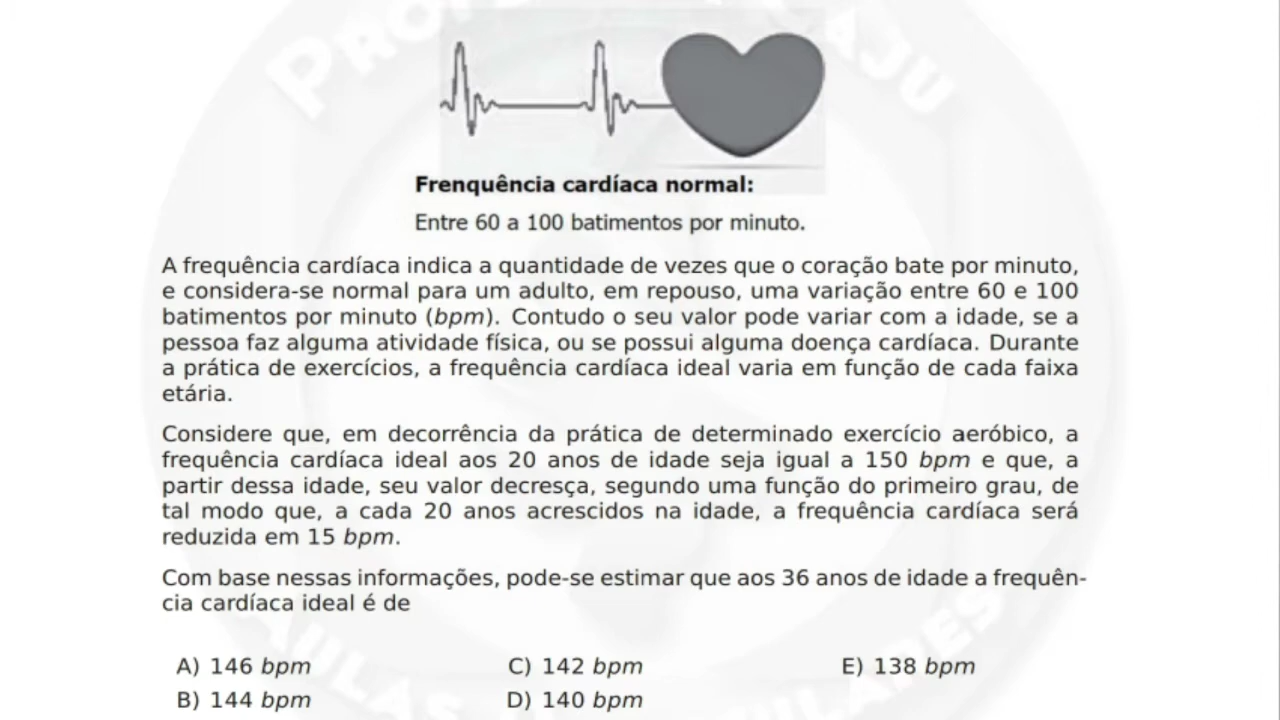 Frenquência cardíaca normal:
Entre 60 a 100 batimentos por minuto.
A frequência cardíaca indica a quantidade de vezes que o coração bate por minuto,
e considera-se normal para um adulto, em repouso, uma variação entre 60 e 100
batimentos por minuto (bpm). Contudo o seu valor pode variar com a idade, se a
pessoa faz alguma atividade física, ou se possui alguma doença cardíaca. Durante
a prática de exercícios, a frequência cardíaca ideal varia em função de cada faixa
etária.
Considere que, em decorrência da prática de determinado exercício aeróbico, a
frequência cardíaca ideal aos 20 anos de idade seja igual a 150 bpm e que, a
partir dessa idade, seu valor decresça, segundo uma função do primeiro grau, de
tal modo que, a cada 20 anos acrescidos na idade, a frequência cardíaca será
reduzida em 15 bpm.
Com base nessas informações, pode-se estimar que aos 36 anos de idade a frequên-
cia cardíaca ideal é de
A) 146 bpm C) 142 bpm E) 138 bpm
B) 144 bpm D) 140 bpm
AULAS